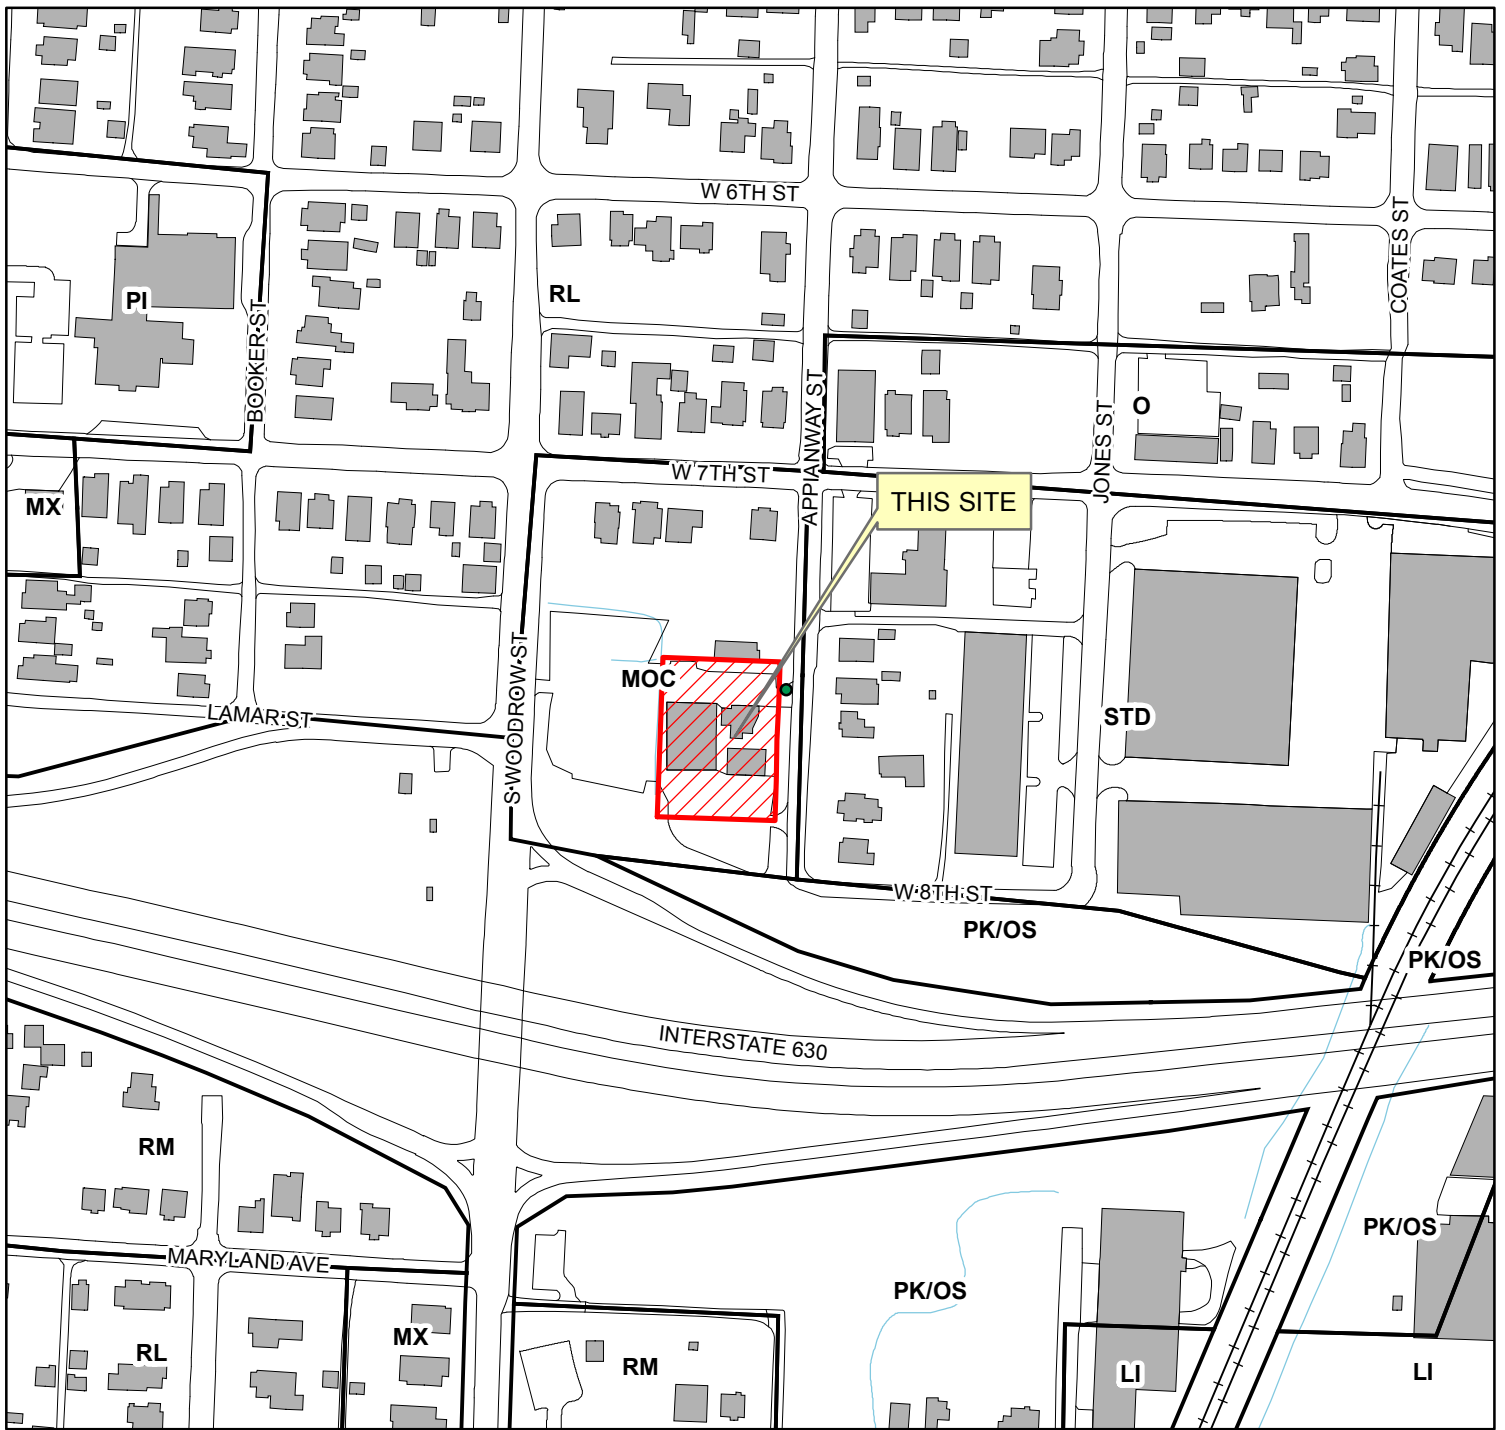 W 6TH ST
COATES ST
PI
RL
BOOKER ST
APPIANWAY ST
JONES ST
O
W 7TH ST
THIS SITE
MX
S WOODROW ST
MOC
LAMAR ST
STD
W 8TH ST
PK/OS
PK/OS
INTERSTATE 630
RM
PK/OS
MARYLAND AVE
PK/OS
MX
RL
RM
LI
LI